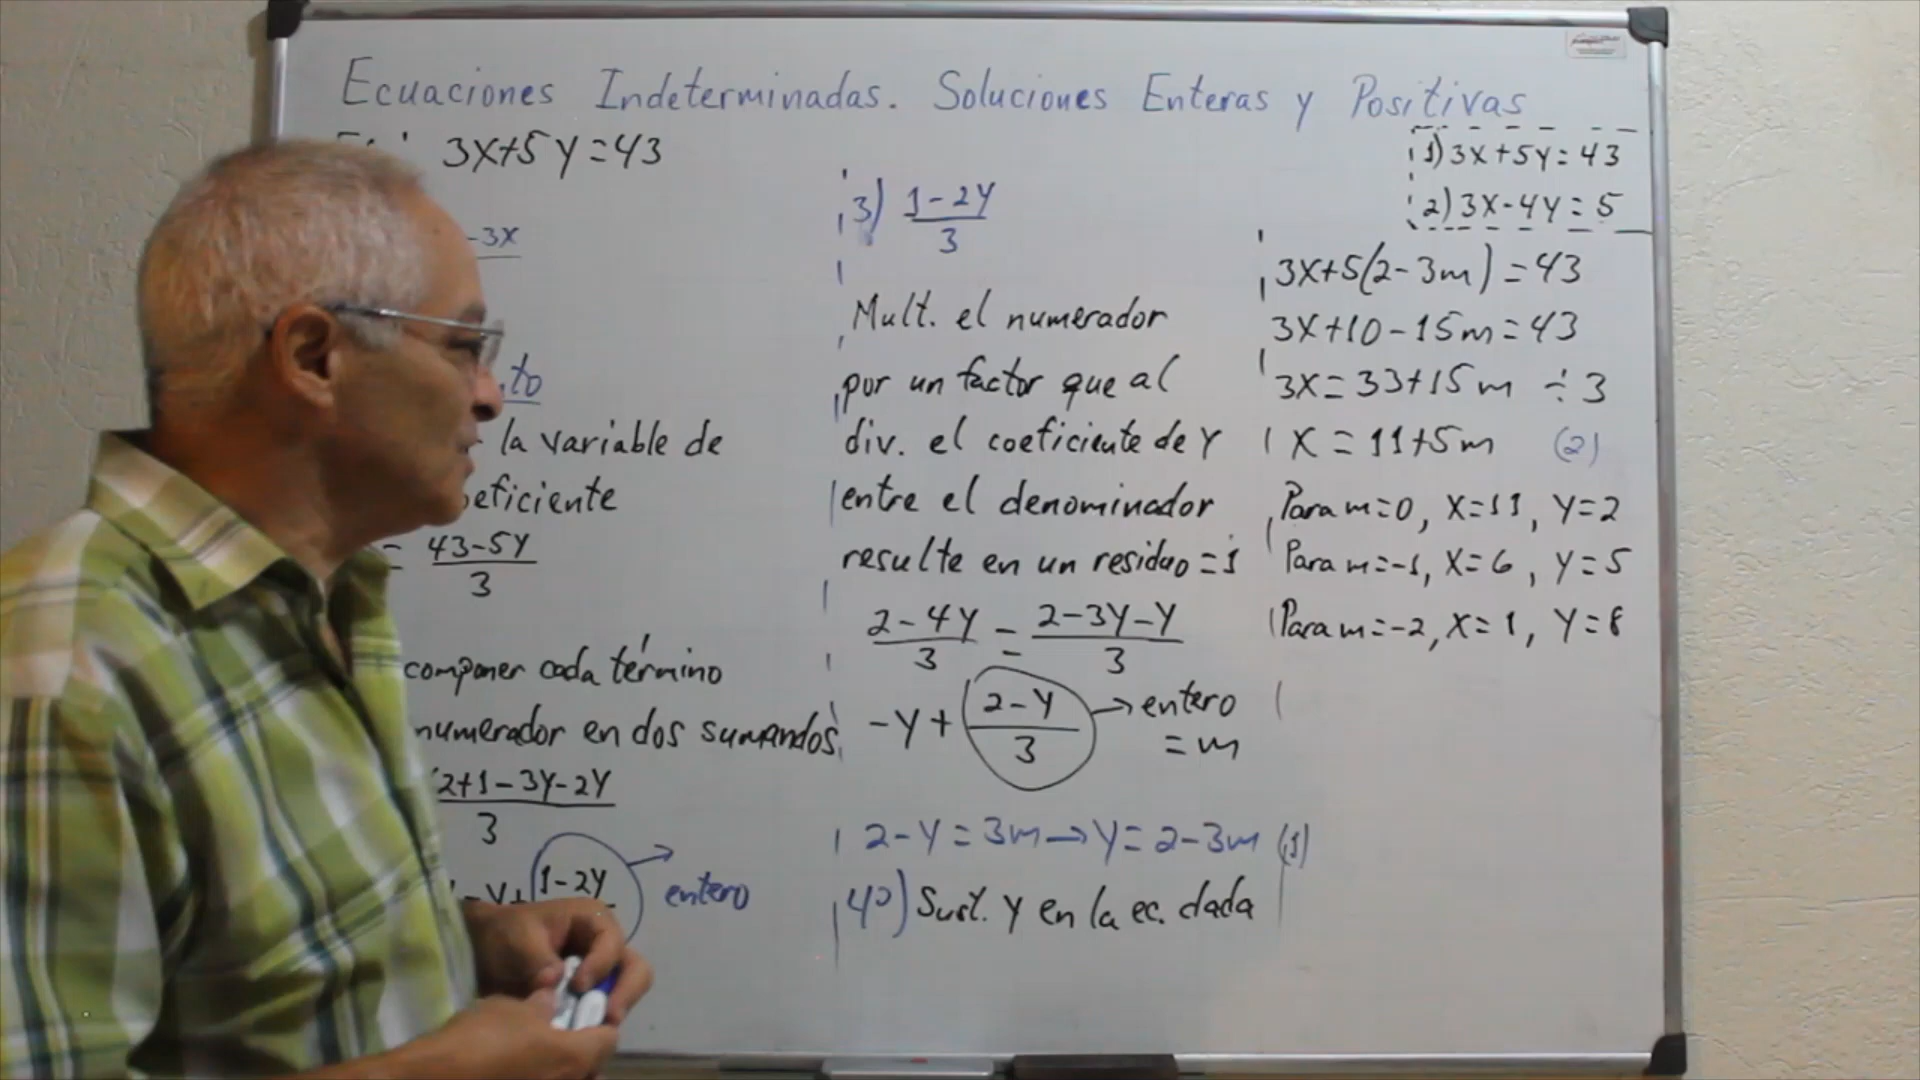 Ecuaciones Indeterminadas. Soluciones Enteras y Positivas
3X+5Y=43
-3X
la variable de
eficiente
= 43-5Y
3
componer cada término
numerador en dos sumandos
2+1-3Y-2Y
3
-Y+ 1-2Y
entero
3) 1-2Y
3
Mult. el numerador
por un factor que al
div. el coeficiente de Y
entre el denominador
resulte en un residuo=1
2-4Y = 2-3Y-Y
3 3
-Y+ 2-Y → entero
3 = m
2-Y=3m→Y=2-3m (1)
4º) Sust. Y en la ec. dada
1) 3X+5Y=43
2) 3X-4Y=5
3X+5(2-3m)=43
3X+10-15m=43
3X=33+15m ÷3
X=11+5m (2)
Para m=0, X=11, Y=2
Para m=-1, X=6, Y=5
Para m=-2, X=1, Y=8